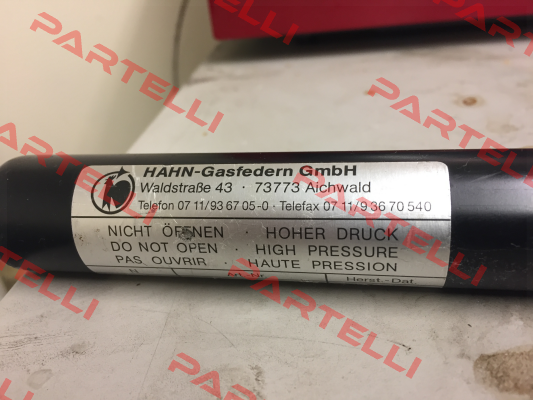 HAHN-Gasfedern GmbH
Waldstraße 43 · 73773 Aichwald
Telefon 07 11/93 67 05-0 · Telefax 07 11/9 36 70 540
NICHT ÖFFNEN · HOHER DRUCK
DO NOT OPEN · HIGH PRESSURE
PAS OUVRIR · HAUTE PRESSION
N Art.-Nr. Herst.-Dat.
PARTELLI
PARTELLI
PARTELLI
PARTELLI
PARTELLI
PARTELLI